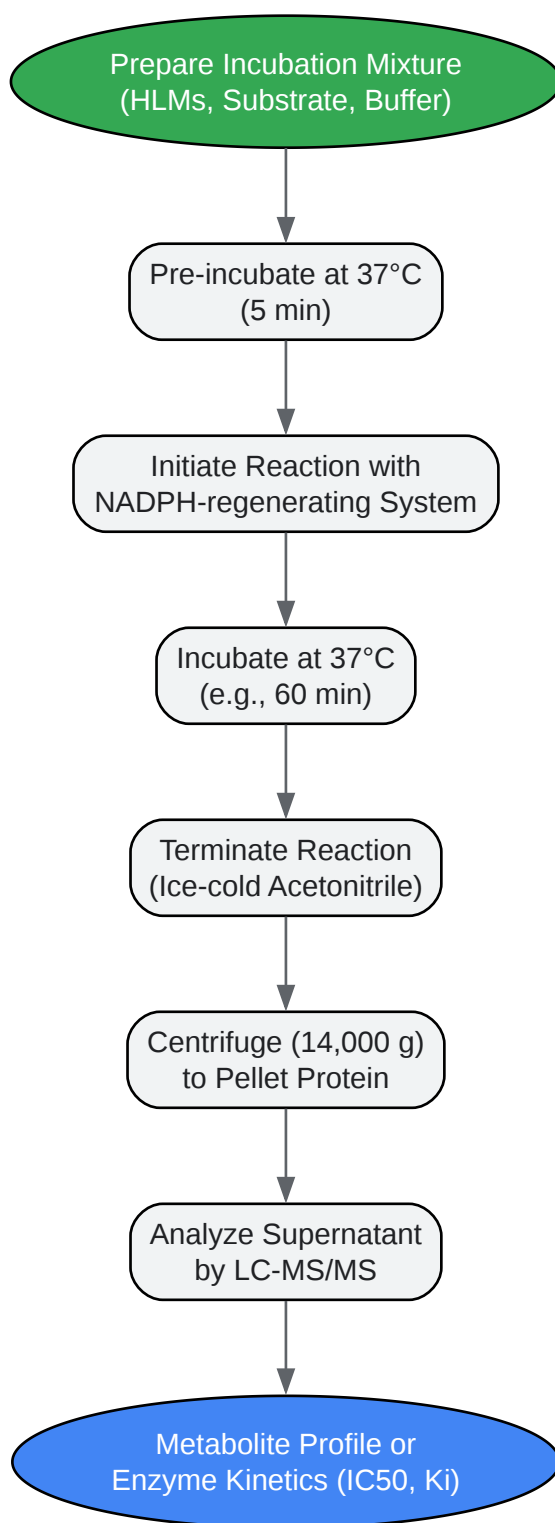 Prepare Incubation Mixture
(HLMs, Substrate, Buffer)
Pre-incubate at 37°C
(5 min)
Initiate Reaction with
NADPH-regenerating System
Incubate at 37°C
(e.g., 60 min)
Terminate Reaction
(Ice-cold Acetonitrile)
Centrifuge (14,000 g)
to Pellet Protein
Analyze Supernatant
by LC-MS/MS
Metabolite Profile or
Enzyme Kinetics (IC50, Ki)